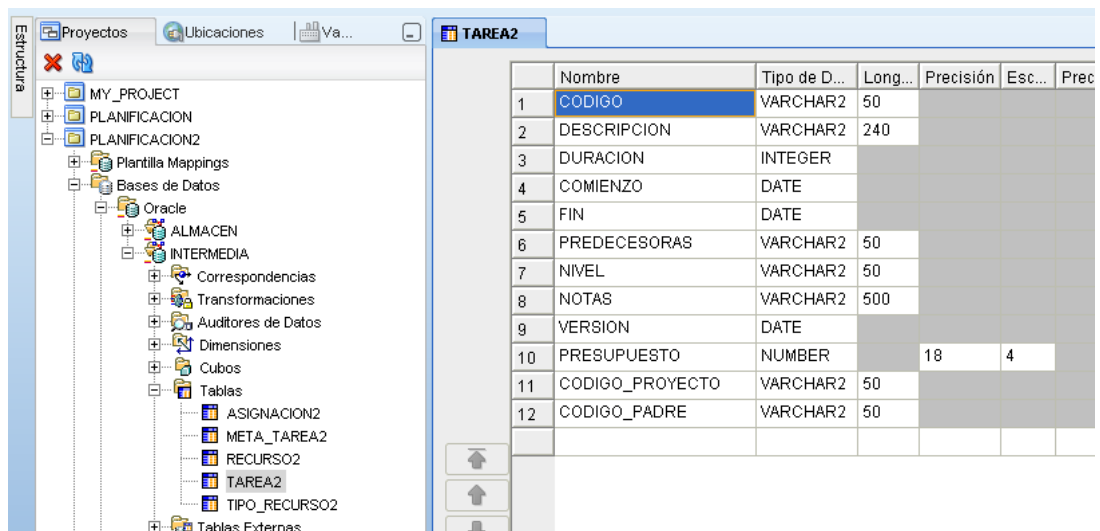 Estructura
Proyectos Ubicaciones Va...
MY_PROJECT
PLANIFICACION
PLANIFICACION2
Plantilla Mappings
Bases de Datos
Oracle
ALMACEN
INTERMEDIA
Correspondencias
Transformaciones
Auditores de Datos
Dimensiones
Cubos
Tablas
ASIGNACION2
META_TAREA2
RECURSO2
TAREA2
TIPO_RECURSO2
Tablas Externas
TAREA2
Nombre Tipo de D... Long... Precisión Esc... Prec
1 CODIGO VARCHAR2 50
2 DESCRIPCION VARCHAR2 240
3 DURACION INTEGER
4 COMIENZO DATE
5 FIN DATE
6 PREDECESORAS VARCHAR2 50
7 NIVEL VARCHAR2 50
8 NOTAS VARCHAR2 500
9 VERSION DATE
10 PRESUPUESTO NUMBER 18 4
11 CODIGO_PROYECTO VARCHAR2 50
12 CODIGO_PADRE VARCHAR2 50